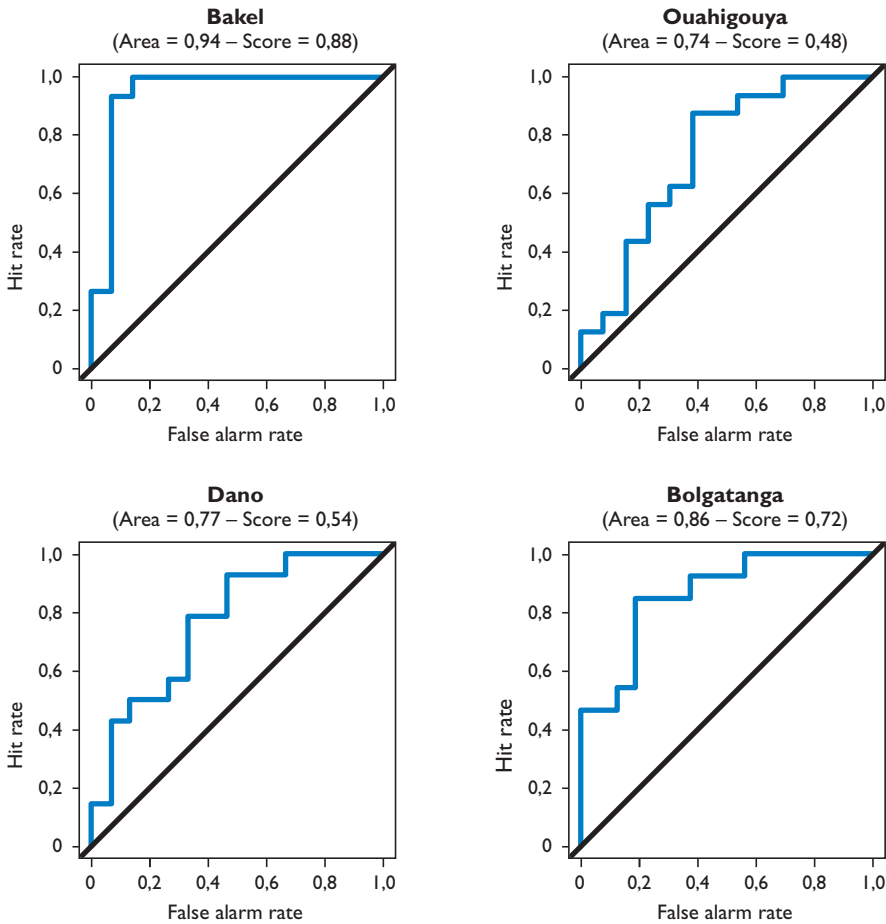 Bakel
(Area = 0,94 – Score = 0,88)
1,0
0,8
0,6
0,4
0,2
0
Hit rate
0 0,2 0,4 0,6 0,8 1,0
False alarm rate
Ouahigouya
(Area = 0,74 – Score = 0,48)
1,0
0,8
0,6
0,4
0,2
0
Hit rate
0 0,2 0,4 0,6 0,8 1,0
False alarm rate
Dano
(Area = 0,77 – Score = 0,54)
1,0
0,8
0,6
0,4
0,2
0
Hit rate
0 0,2 0,4 0,6 0,8 1,0
False alarm rate
Bolgatanga
(Area = 0,86 – Score = 0,72)
1,0
0,8
0,6
0,4
0,2
0
Hit rate
0 0,2 0,4 0,6 0,8 1,0
False alarm rate